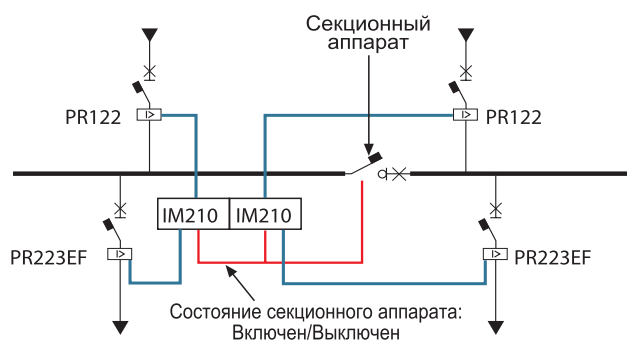 Секционный
аппарат
PR122
I>
I>
PR122
IM210
IM210
PR223EF
I>
I>
PR223EF
Состояние секционного аппарата:
Включен/Выключен